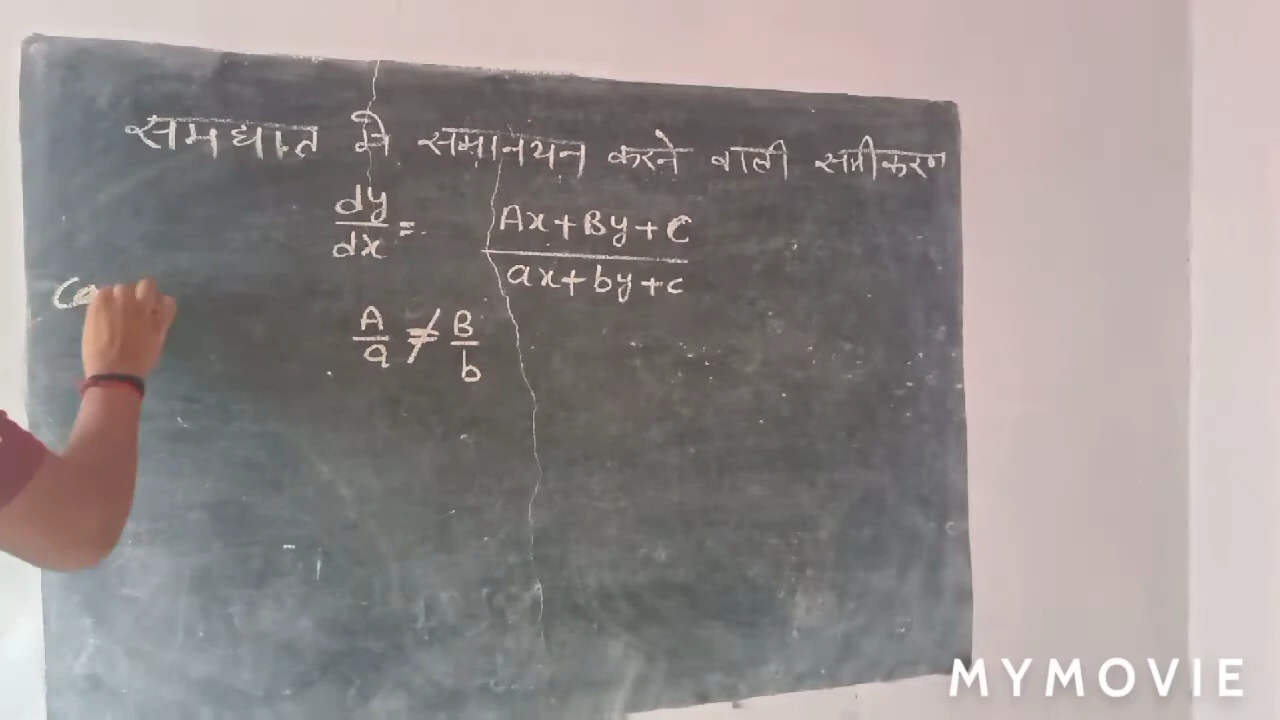 समघात मे समानयन करने वाली समीकरण
dy/dx = Ax+By+C/ax+by+c
A/a ≠ B/b
MYMOVIE